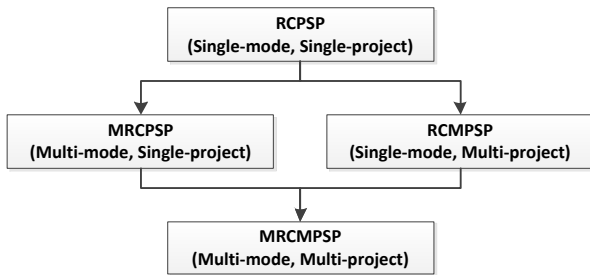 RCPSP
(Single-mode, Single-project)
MRCPSP
(Multi-mode, Single-project)
RCMPSP
(Single-mode, Multi-project)
MRCMPSP
(Multi-mode, Multi-project)